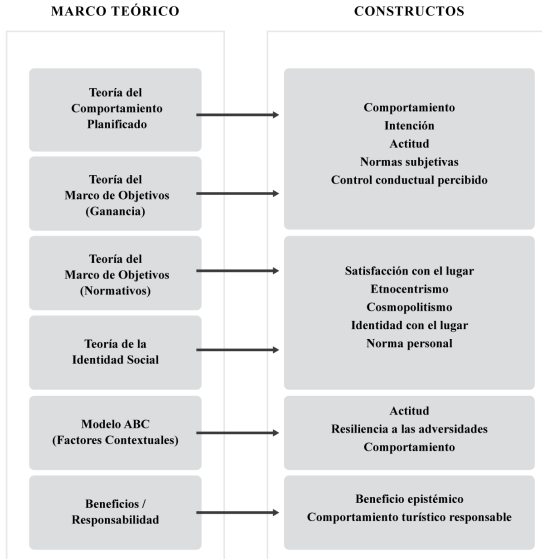 MARCO TEÓRICO
CONSTRUCTOS
Teoría del
Comportamiento
Planificado
Comportamiento
Intención
Actitud
Normas subjetivas
Control conductual percibido
Teoría del
Marco de Objetivos
(Ganancia)
Teoría del
Marco de Objetivos
(Normativos)
Satisfacción con el lugar
Etnocentrismo
Cosmopolitismo
Identidad con el lugar
Norma personal
Teoría de la
Identidad Social
Modelo ABC
(Factores Contextuales)
Actitud
Resiliencia a las adversidades
Comportamiento
Beneficios /
Responsabilidad
Beneficio epistémico
Comportamiento turístico responsable